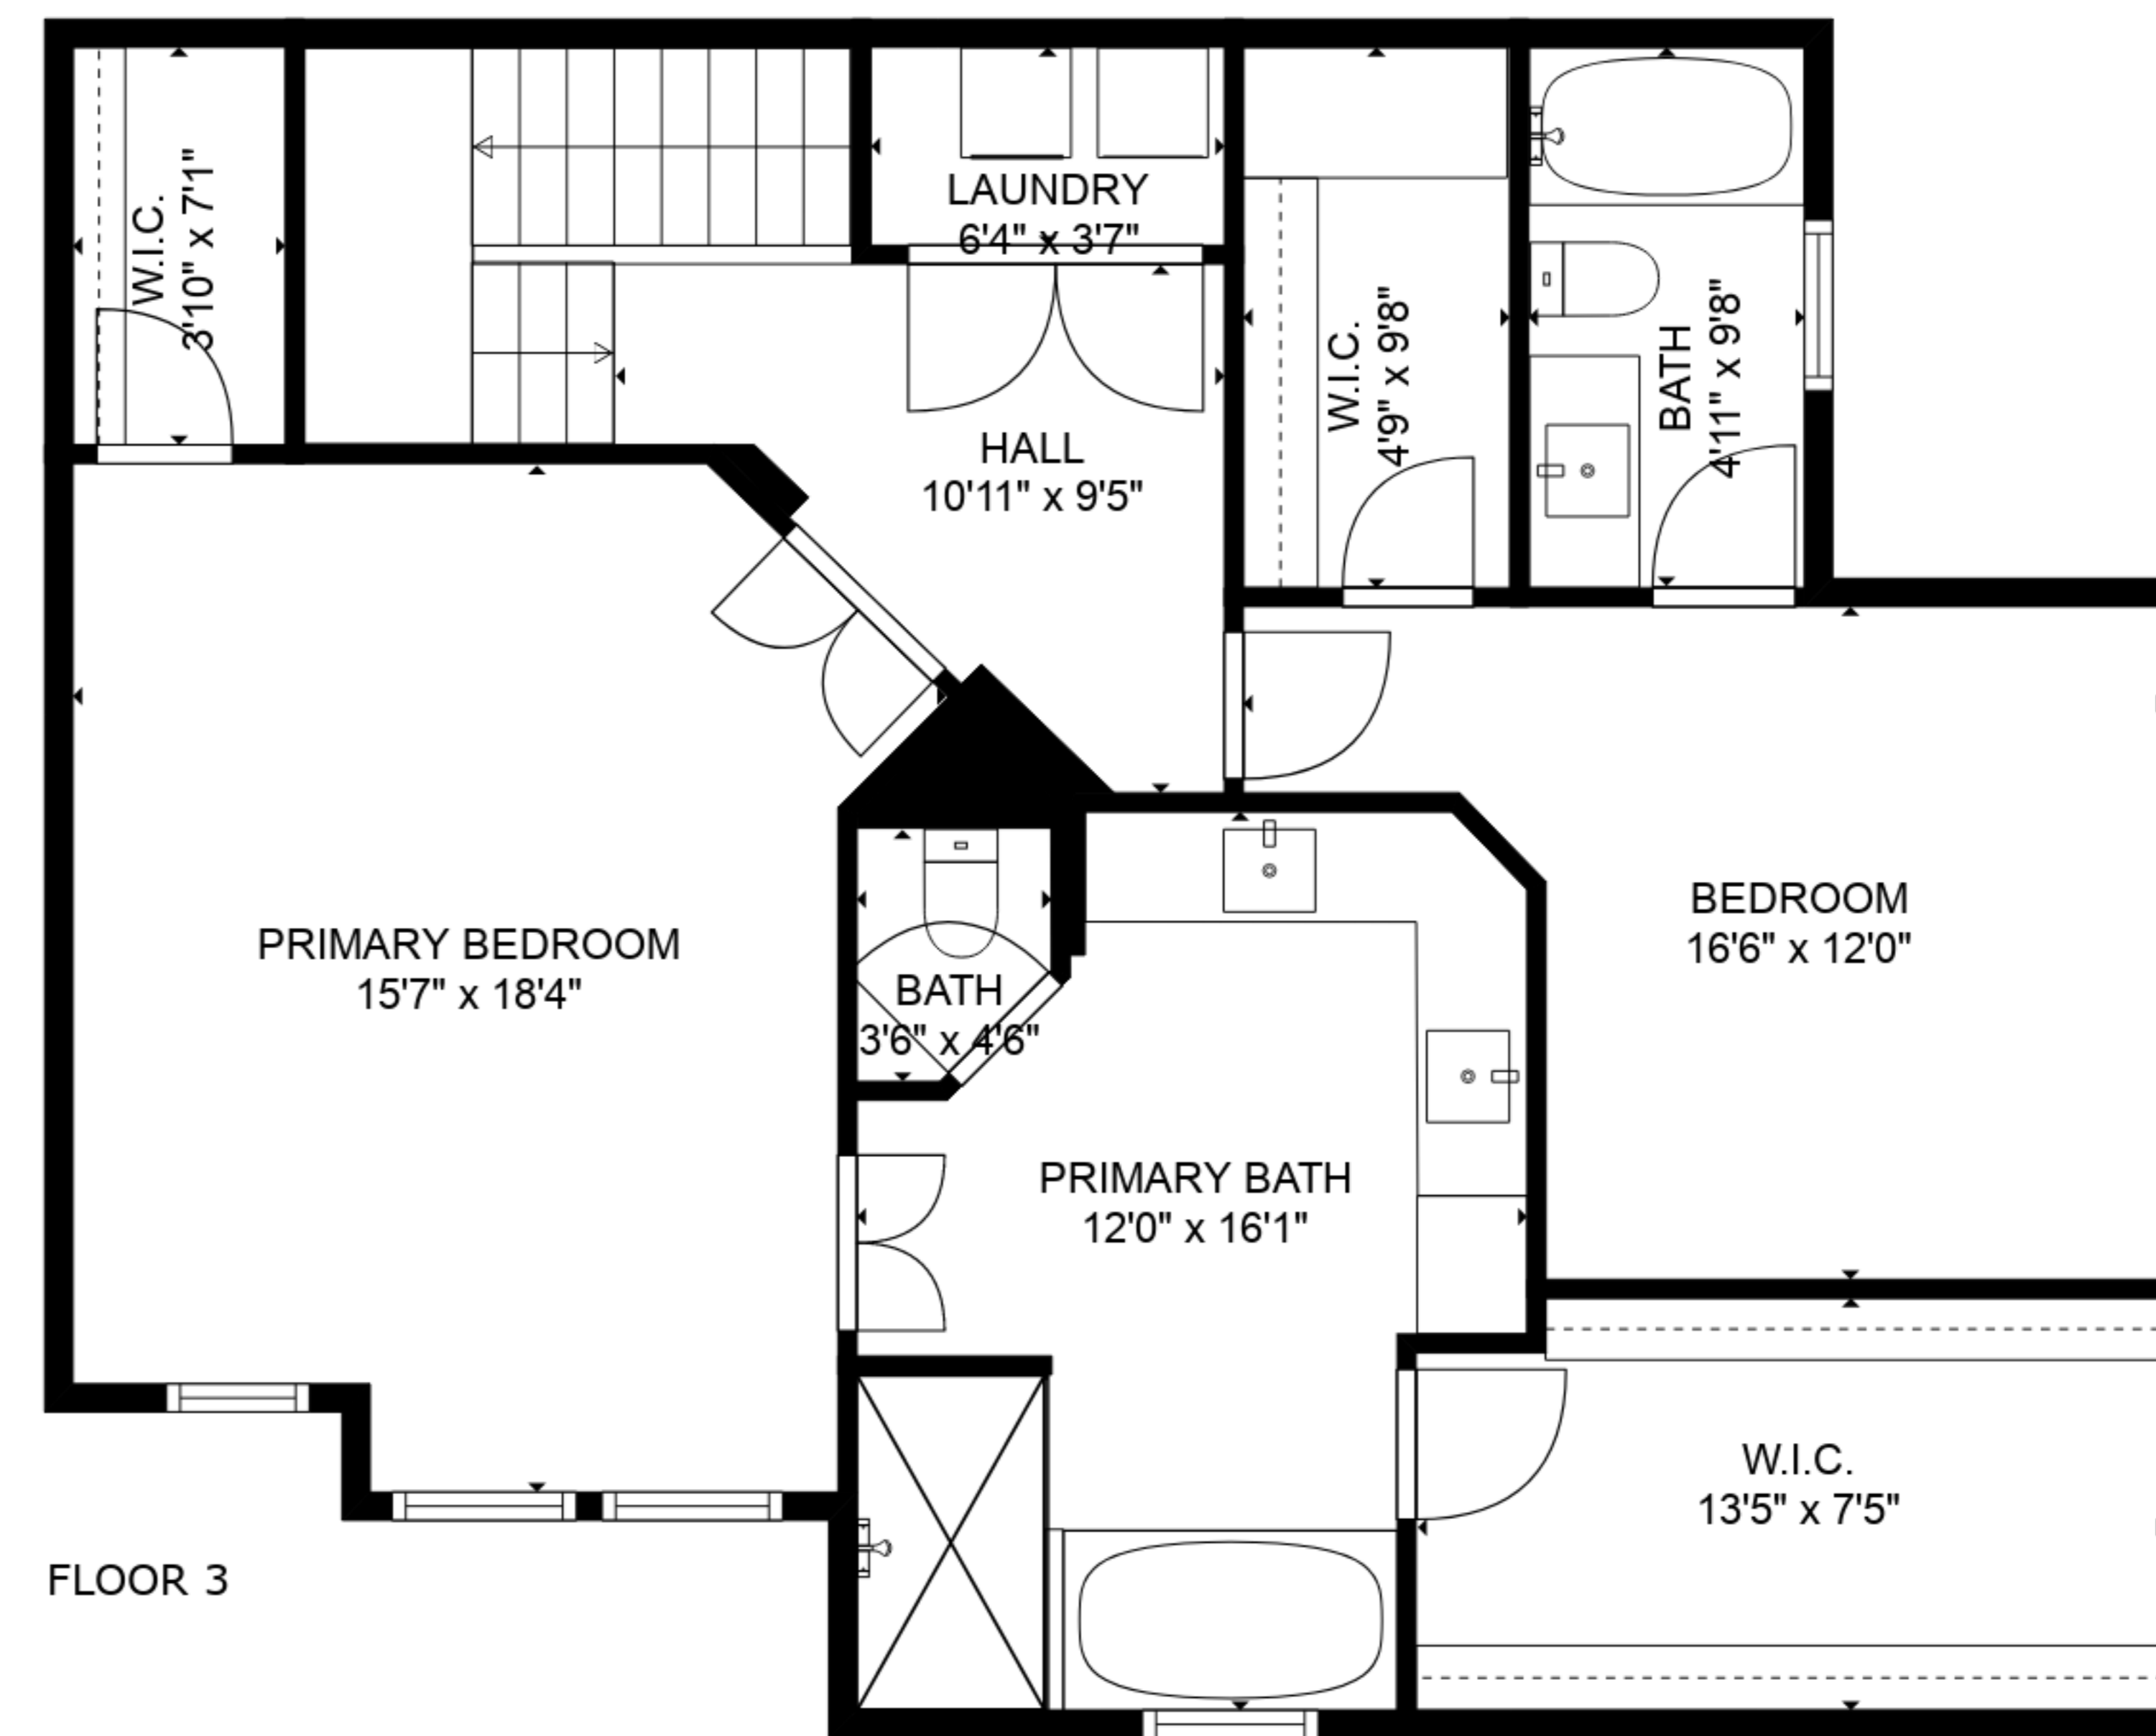 W.I.C.
3'10" x 7'1"
LAUNDRY
6'4" x 3'7"
HALL
10'11" x 9'5"
W.I.C.
4'9" x 9'8"
BATH
4'11" x 9'8"
PRIMARY BEDROOM
15'7" x 18'4"
BATH
3'6" x 4'6"
BEDROOM
16'6" x 12'0"
PRIMARY BATH
12'0" x 16'1"
W.I.C.
13'5" x 7'5"
FLOOR 3